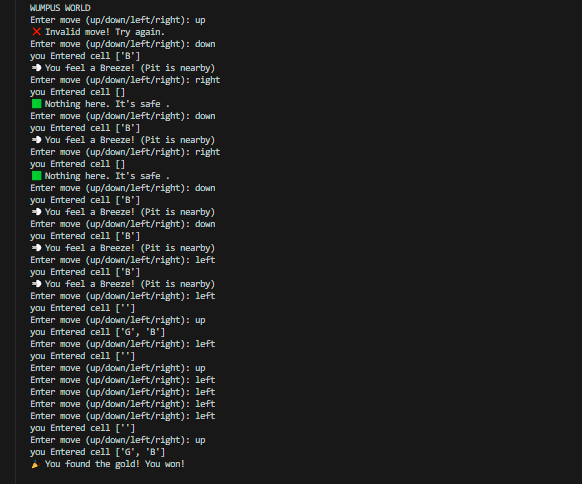 WUMPUS WORLD
Enter move (up/down/left/right): up
❌ Invalid move! Try again.
Enter move (up/down/left/right): down
you Entered cell ['B']
💨 You feel a Breeze! (Pit is nearby)
Enter move (up/down/left/right): right
you Entered cell []
🟩 Nothing here. It's safe .
Enter move (up/down/left/right): down
you Entered cell ['B']
💨 You feel a Breeze! (Pit is nearby)
Enter move (up/down/left/right): right
you Entered cell []
🟩 Nothing here. It's safe .
Enter move (up/down/left/right): down
you Entered cell ['B']
💨 You feel a Breeze! (Pit is nearby)
Enter move (up/down/left/right): down
you Entered cell ['B']
💨 You feel a Breeze! (Pit is nearby)
Enter move (up/down/left/right): left
you Entered cell ['B']
💨 You feel a Breeze! (Pit is nearby)
Enter move (up/down/left/right): left
you Entered cell ['']
Enter move (up/down/left/right): up
you Entered cell ['G', 'B']
Enter move (up/down/left/right): left
you Entered cell ['']
Enter move (up/down/left/right): up
Enter move (up/down/left/right): left
Enter move (up/down/left/right): left
Enter move (up/down/left/right): left
Enter move (up/down/left/right): left
you Entered cell ['']
Enter move (up/down/left/right): up
you Entered cell ['G', 'B']
🎉 You found the gold! You won!